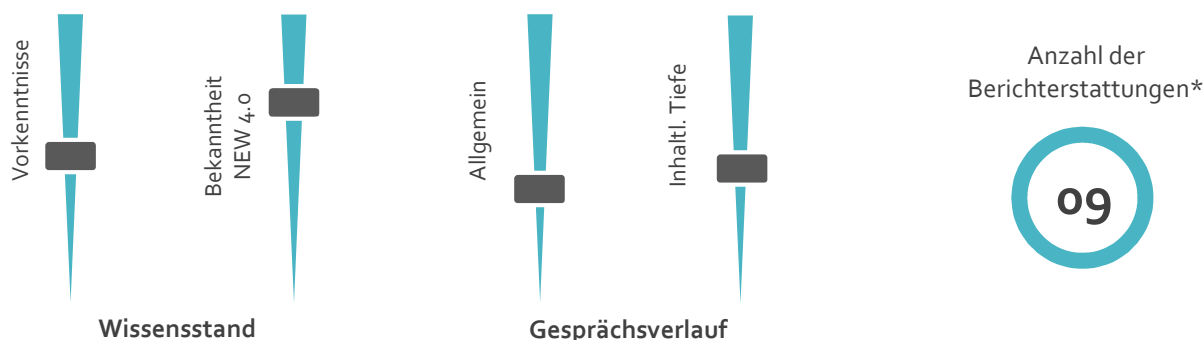 Vorkenntnisse
Bekanntheit
NEW 4.0
Allgemein
Inhaltl. Tiefe
Anzahl der
Berichterstattungen*
09
Wissensstand
Gesprächsverlauf